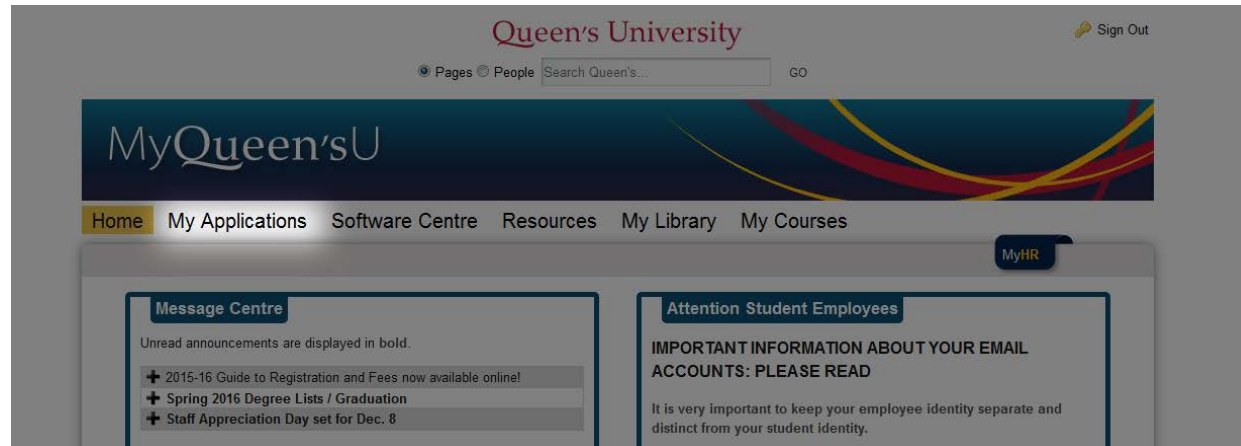 Queen's University
Sign Out
Pages People Search Queen's... GO
MyQueen'sU
Home My Applications Software Centre Resources My Library My Courses
MyHR
Message Centre
Unread announcements are displayed in bold.
2015-16 Guide to Registration and Fees now available online!
Spring 2016 Degree Lists / Graduation
Staff Appreciation Day set for Dec. 8
Attention Student Employees
IMPORTANT INFORMATION ABOUT YOUR EMAIL
ACCOUNTS: PLEASE READ
It is very important to keep your employee identity separate and
distinct from your student identity.